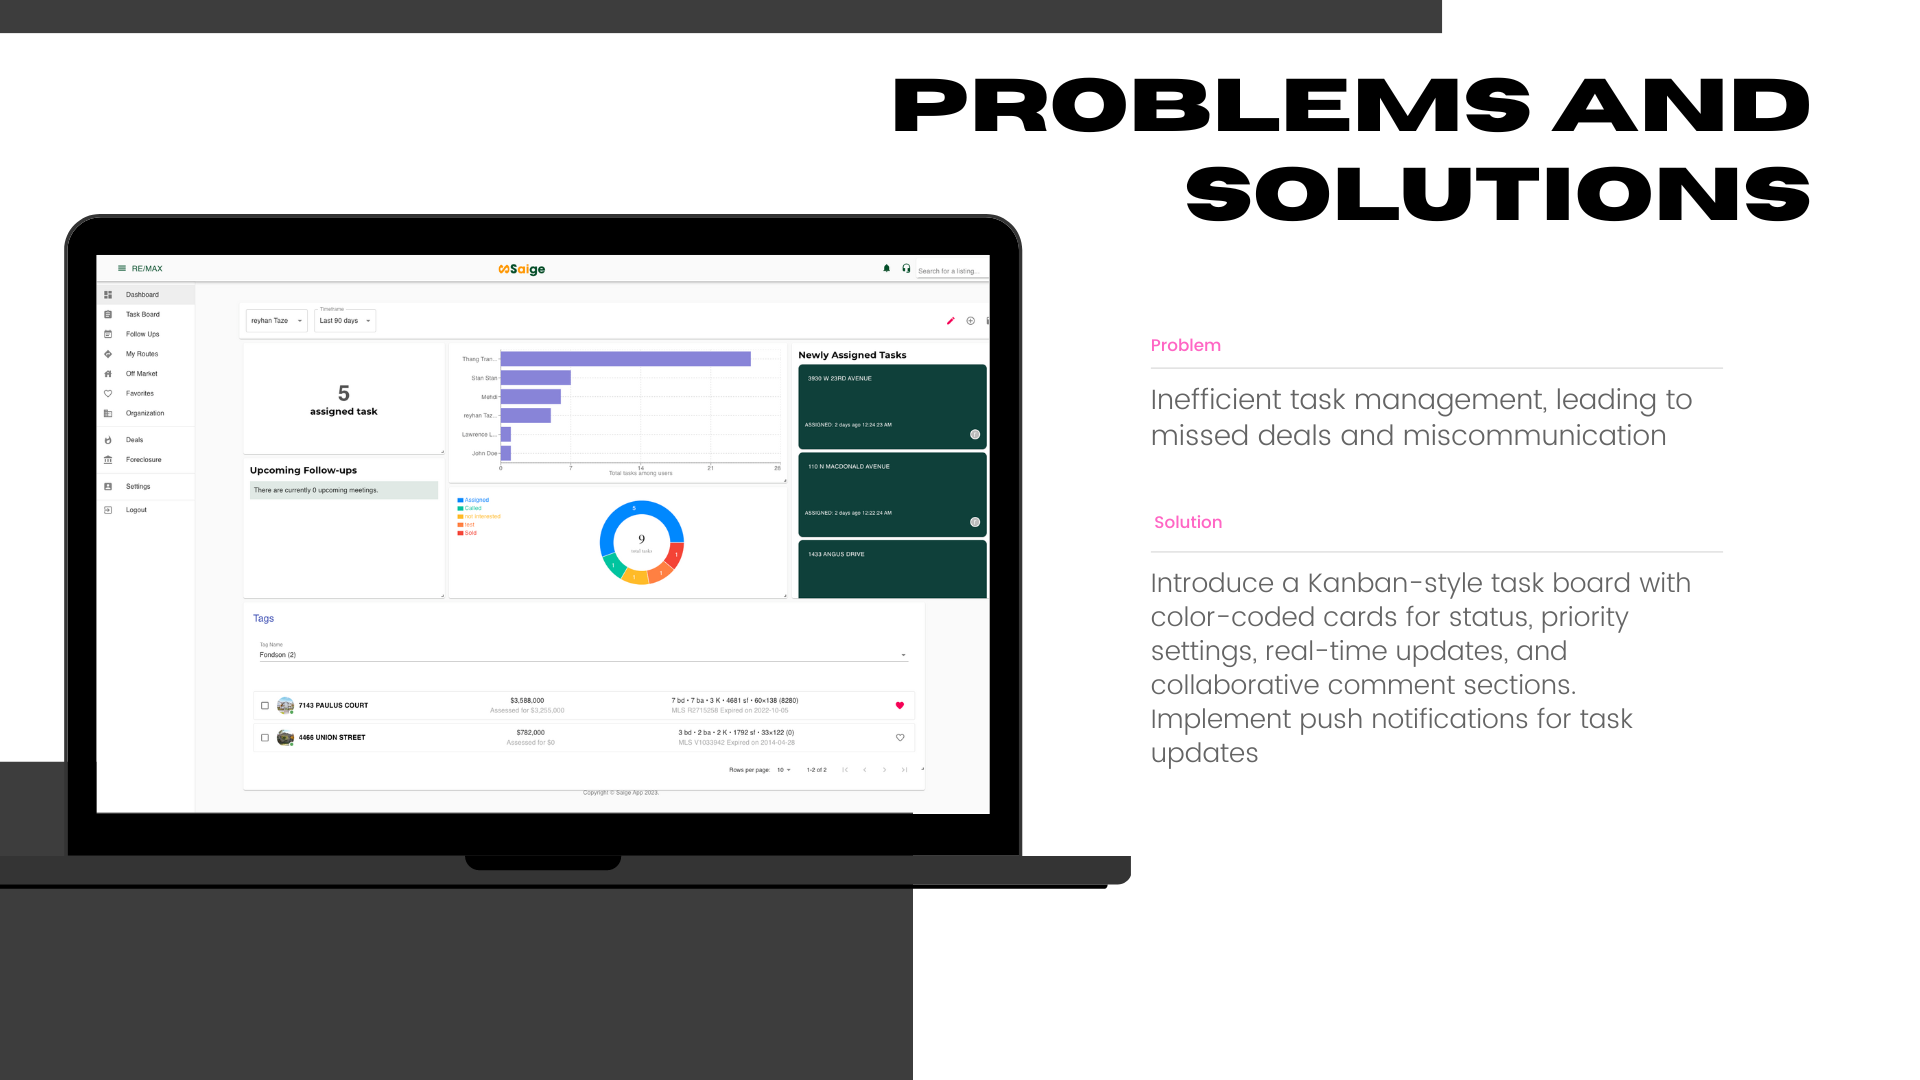 PROBLEMS AND
SOLUTIONS
RE/MAX
Saige
Search for a listing...
Dashboard
Task Board
Follow Ups
My Routes
Off Market
Favorites
Organization
Deals
Foreclosure
Settings
Logout
reyhan Taze
Timeframe
Last 90 days
5
assigned task
Upcoming Follow-ups
There are currently 0 upcoming meetings.
Thang Tran...
Stan Stan
Mehdi
reyhan Taz...
Lawrence L...
John Doe
0 7 14 21 28
Total tasks among users
Assigned
Called
not interested
lost
Sold
5
1
1
1
1
9
total tasks
Newly Assigned Tasks
3930 W 23RD AVENUE
ASSIGNED: 2 days ago 12:24:23 AM
110 N MACDONALD AVENUE
ASSIGNED: 2 days ago 12:22:24 AM
1433 ANGUS DRIVE
Tags
Tag Name
Fondson (2)
7143 PAULUS COURT
$3,588,000
Assessed for $3,255,000
7 bd • 7 ba • 3 K • 4681 sf • 60x138 (8280)
MLS R2715258 Expired on 2022-10-05
4466 UNION STREET
$782,000
Assessed for $0
3 bd • 2 ba • 2 K • 1792 sf • 33x122 (0)
MLS V1033942 Expired on 2014-04-28
Rows per page: 10 1-2 of 2
Copyright © Saige App 2023.
Problem
Inefficient task management, leading to
missed deals and miscommunication
Solution
Introduce a Kanban-style task board with
color-coded cards for status, priority
settings, real-time updates, and
collaborative comment sections.
Implement push notifications for task
updates